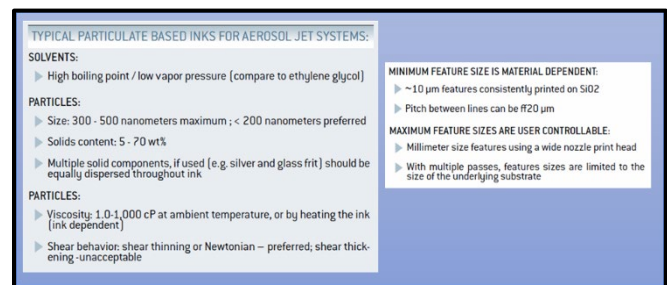 TYPICAL PARTICULATE BASED INKS FOR AEROSOL JET SYSTEMS:
SOLVENTS:
High boiling point / low vapor pressure (compare to ethylene glycol)
PARTICLES:
Size: 300 - 500 nanometers maximum ; < 200 nanometers preferred
Solids content: 5 - 70 wt%
Multiple solid components, if used (e.g. silver and glass frit) should be
equally dispersed throughout ink
PARTICLES:
Viscosity: 1.0-1,000 cP at ambient temperature, or by heating the ink
(ink dependent)
Shear behavior: shear thinning or Newtonian – preferred; shear thick-
ening -unacceptable
MINIMUM FEATURE SIZE IS MATERIAL DEPENDENT:
~10 µm features consistently printed on SiO2
Pitch between lines can be ff20 µm
MAXIMUM FEATURE SIZES ARE USER CONTROLLABLE:
Millimeter size features using a wide nozzle print head
With multiple passes, features sizes are limited to the
size of the underlying substrate